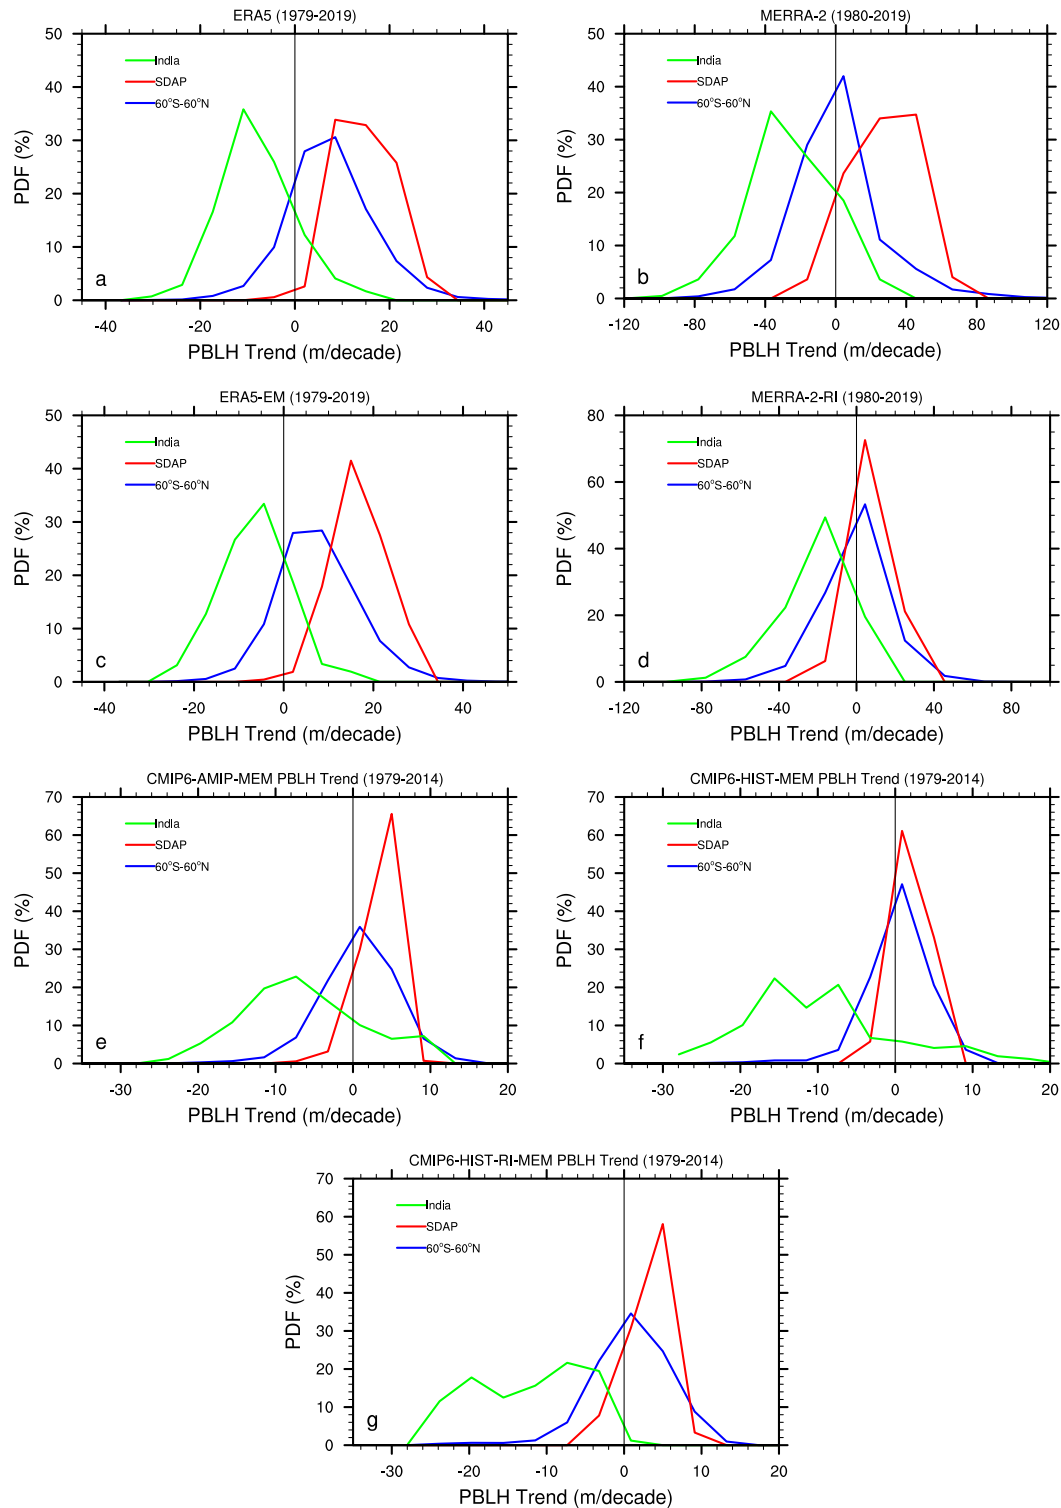 ERA5 (1979-2019)
50
40
30
20
10
0
PDF (%)
India
SDAP
60°S-60°N
a
-40
-20
0
20
40
PBLH Trend (m/decade)
MERRA-2 (1980-2019)
50
40
30
20
10
0
PDF (%)
India
SDAP
60°S-60°N
b
-120
-80
-40
0
40
80
120
PBLH Trend (m/decade)
ERA5-EM (1979-2019)
50
40
30
20
10
0
PDF (%)
India
SDAP
60°S-60°N
c
-40
-20
0
20
40
PBLH Trend (m/decade)
MERRA-2-RI (1980-2019)
80
60
40
20
0
PDF (%)
India
SDAP
60°S-60°N
d
-120
-80
-40
0
40
80
PBLH Trend (m/decade)
CMIP6-AMIP-MEM PBLH Trend (1979-2014)
70
60
50
40
30
20
10
0
PDF (%)
India
SDAP
60°S-60°N
e
-30
-20
-10
0
10
20
PBLH Trend (m/decade)
CMIP6-HIST-MEM PBLH Trend (1979-2014)
70
60
50
40
30
20
10
0
PDF (%)
India
SDAP
60°S-60°N
f
-30
-20
-10
0
10
20
PBLH Trend (m/decade)
CMIP6-HIST-RI-MEM PBLH Trend (1979-2014)
70
60
50
40
30
20
10
0
PDF (%)
India
SDAP
60°S-60°N
g
-30
-20
-10
0
10
20
PBLH Trend (m/decade)